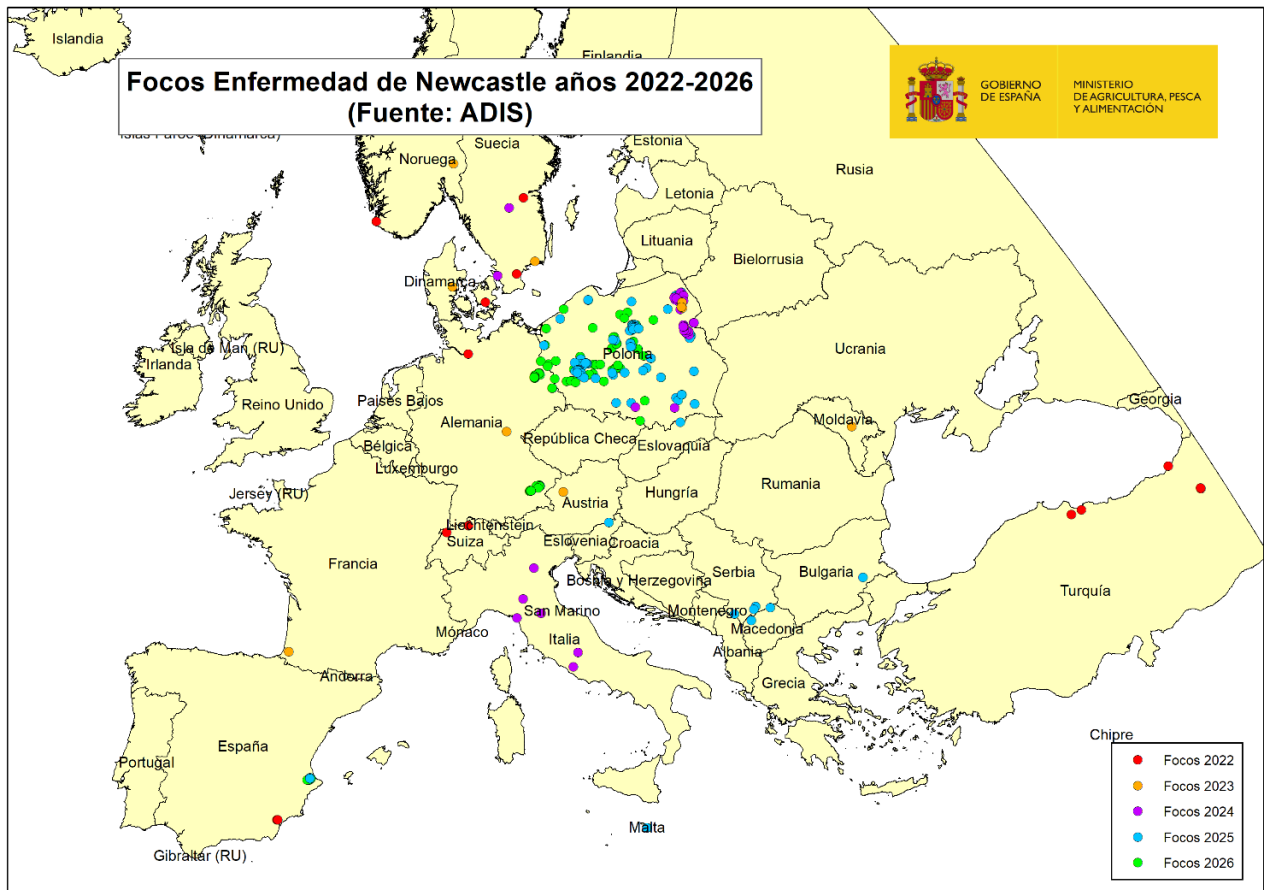 Islandia
Finlandia
Focos Enfermedad de Newcastle años 2022-2026
(Fuente: ADIS)
GOBIERNO
DE ESPAÑA
MINISTERIO
DE AGRICULTURA, PESCA
Y ALIMENTACIÓN
Islas Faroe (Dinamarca)
Suecia
Noruega
Estonia
Rusia
Letonia
Lituania
Bielorrusia
Dinamarca
Isla de Man (RU)
Irlanda
Polonia
Ucrania
Reino Unido
Países Bajos
Georgia
Alemania
Moldavia
Bélgica
República Checa
Eslovaquia
Luxemburgo
Jersey (RU)
Austria
Hungría
Rumania
Liechtenstein
Suiza
Eslovenia
Croacia
Francia
Bosnia y Herzegovina
Serbia
Bulgaria
Turquía
San Marino
Montenegro
Mónaco
Italia
Macedonia
Albania
Andorra
Grecia
España
Portugal
Chipre
Malta
Gibraltar (RU)
Focos 2022
Focos 2023
Focos 2024
Focos 2025
Focos 2026